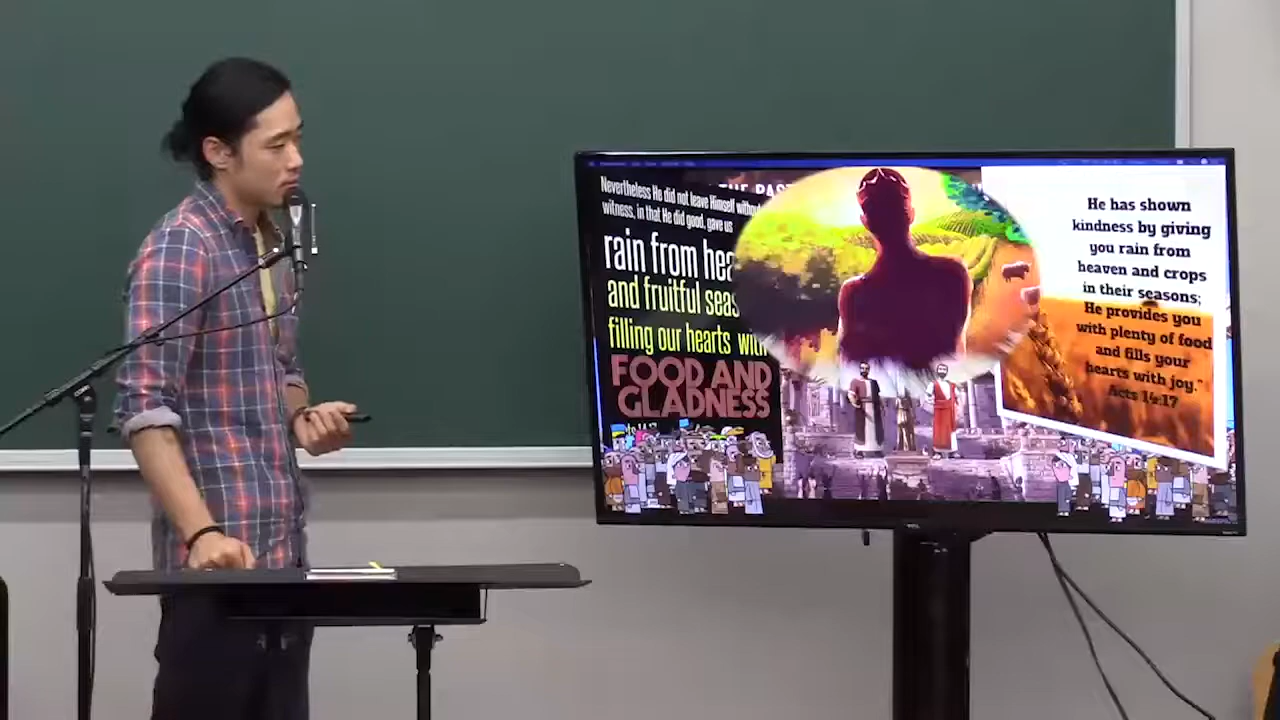 Nevertheless He did not leave Himself without
witness, in that He did good, gave us
rain from hea
and fruitful seas
filling our hearts with
FOOD AND
GLADNESS
THE PAST
He has shown
kindness by giving
you rain from
heaven and crops
in their seasons;
He provides you
with plenty of food
and fills your
hearts with joy."
Acts 14:17